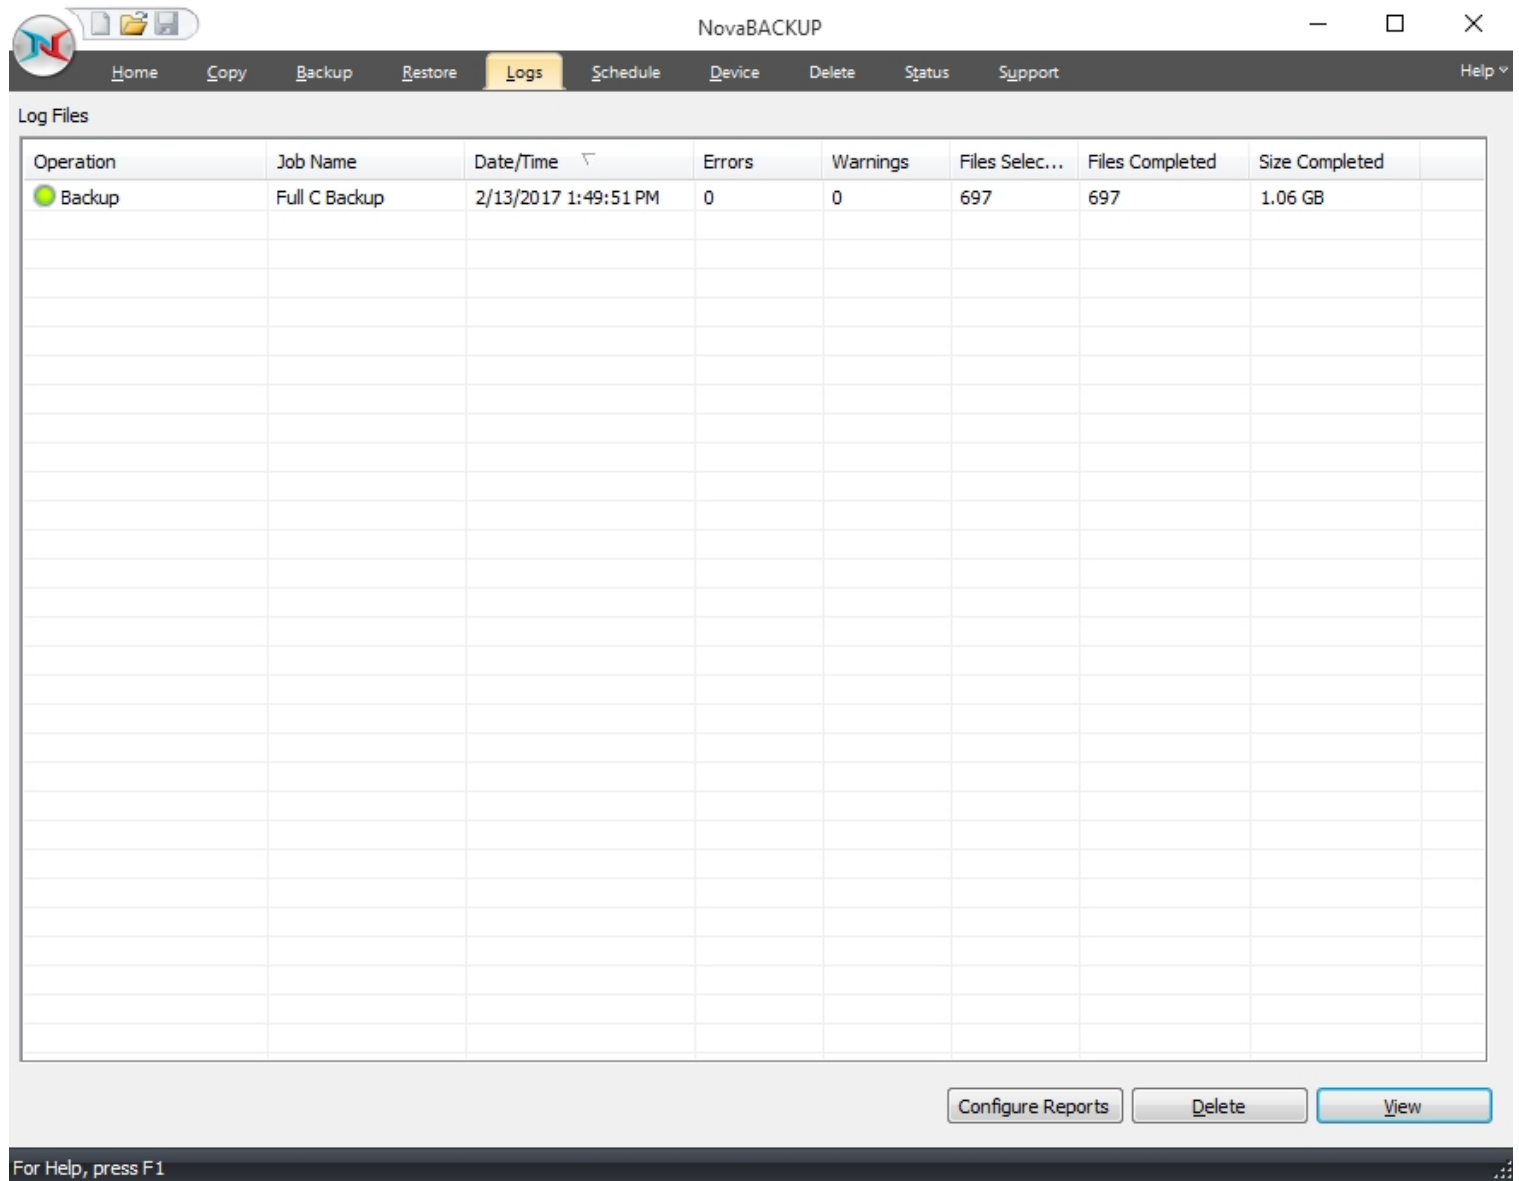 NovaBACKUP
Home Copy Backup Restore Logs Schedule Device Delete Status Support Help
Log Files
Operation Job Name Date/Time Errors Warnings Files Selec... Files Completed Size Completed
Backup Full C Backup 2/13/2017 1:49:51 PM 0 0 697 697 1.06 GB
Configure Reports Delete View
For Help, press F1